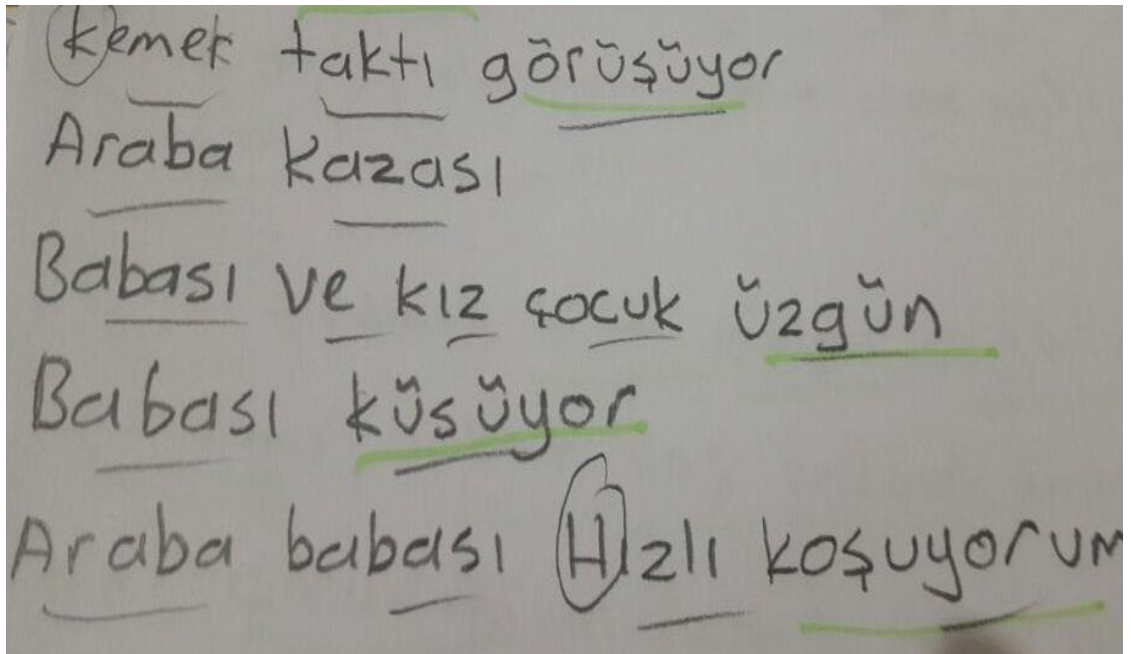 kemek taktı görüşüyor
Araba kazası
Babası ve kız çocuk üzgün
Babası küsüyor
Araba babası Hızlı koşuyorum